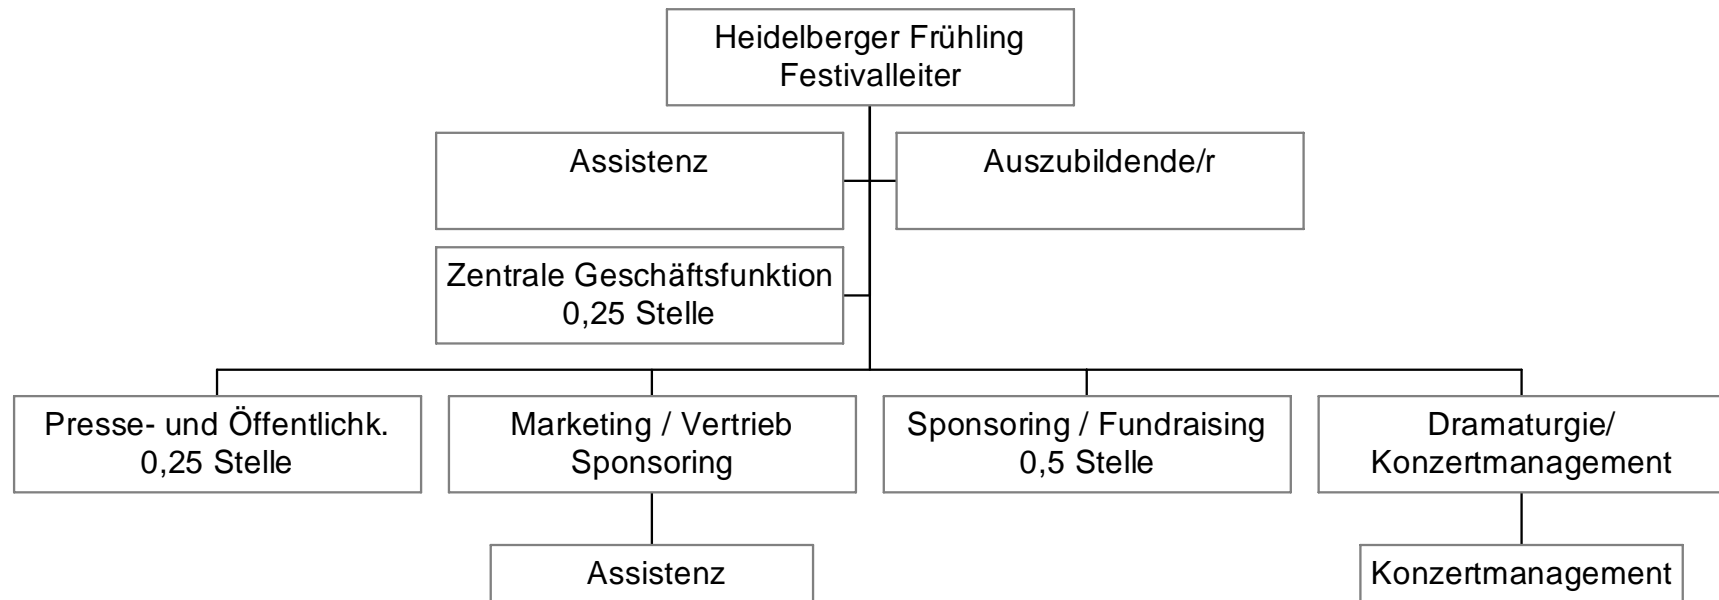 Heidelberger Frühling
Festivalleiter
Assistenz
Auszubildende/r
Zentrale Geschäftsfunktion
0,25 Stelle
Presse- und Öffentlichk.
0,25 Stelle
Marketing / Vertrieb
Sponsoring
Sponsoring / Fundraising
0,5 Stelle
Dramaturgie/
Konzertmanagement
Assistenz
Konzertmanagement